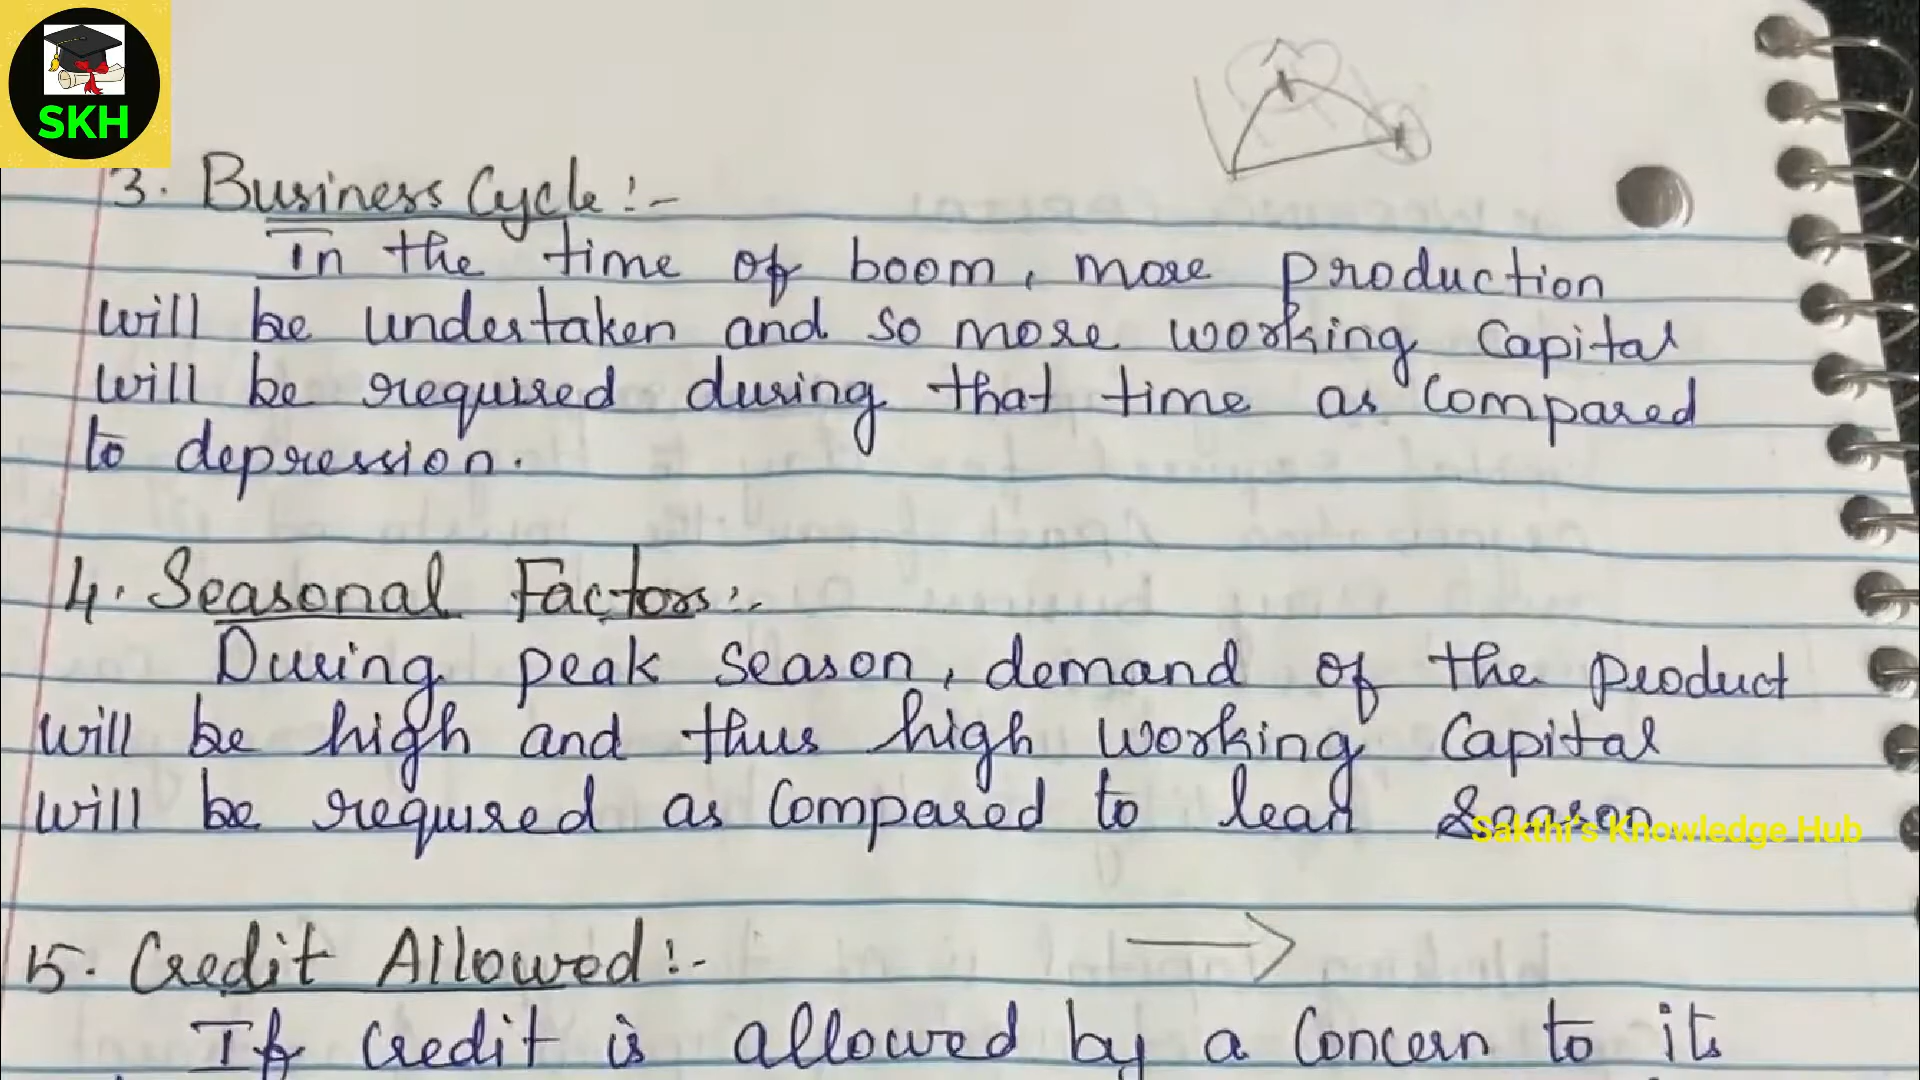 SKH
3. Business Cycle :-
In the time of boom, more production
will be undertaken and so more working Capital
will be required during that time as Compared
to depression.
4. Seasonal Factors :-
During peak season, demand of the product
will be high and thus high working Capital
will be required as Compared to lean Season
Sakthi's Knowledge Hub
5. Credit Allowed :-
If Credit is allowed by a Concern to its